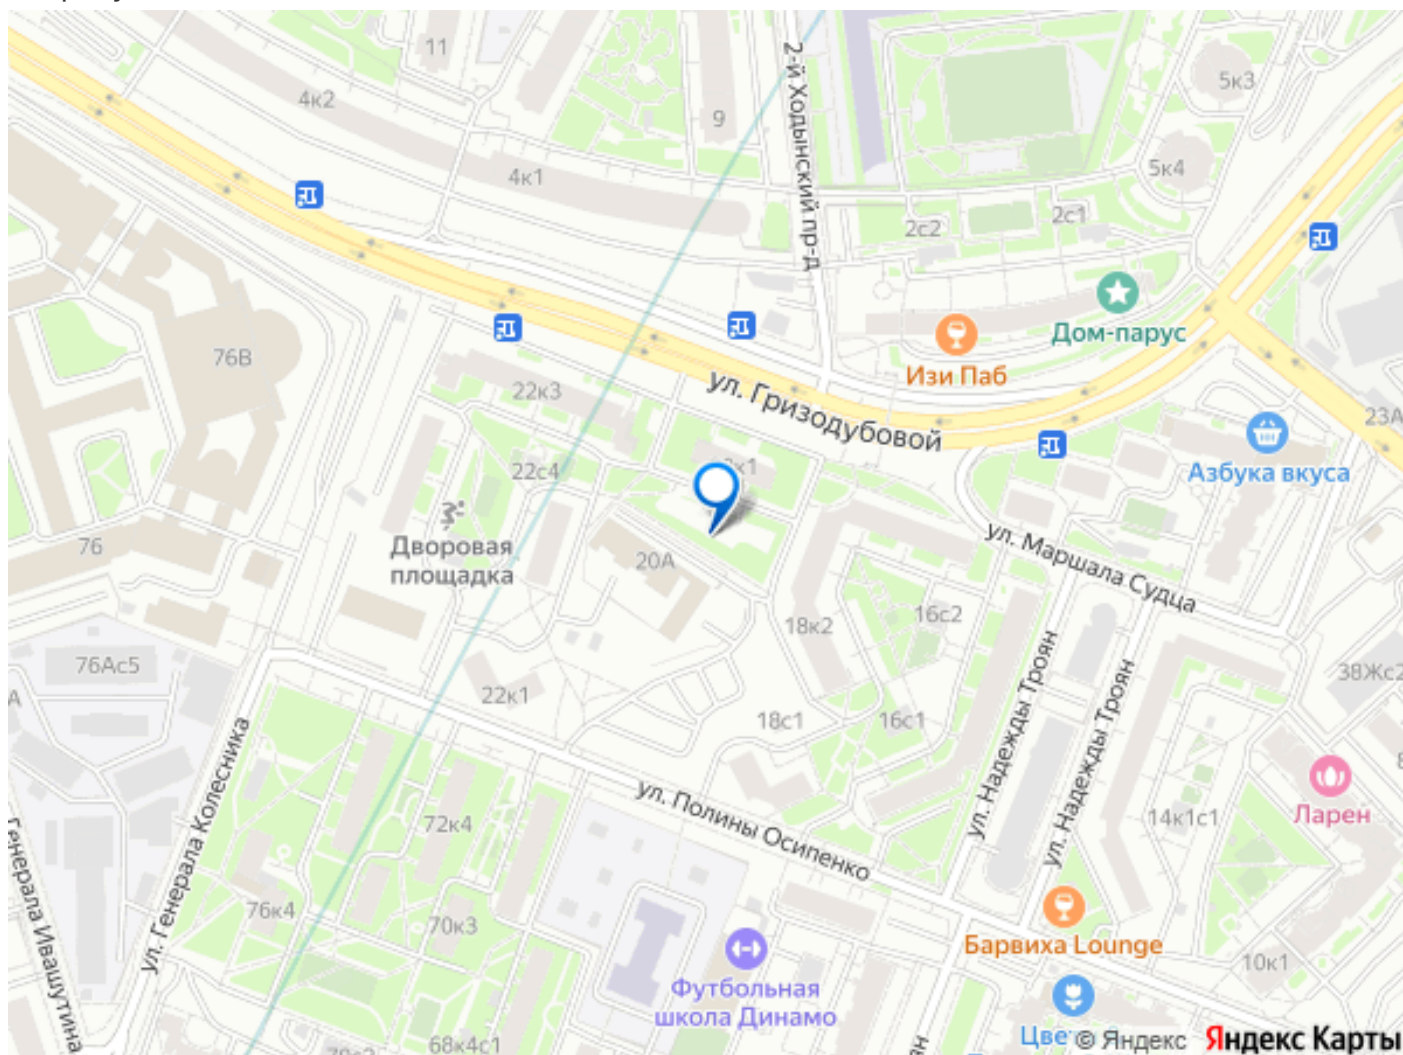 11
4к2
9
2-й Ходынский пр-д
5к3
4к1
5к4
2с2
2с1
Дом-парус
Изи Паб
76В
22к3
ул. Гризодубовой
23А
Азбука вкуса
22с4
76
Дворовая
площадка
20А
ул. Маршала Судца
18к2
16с2
76Ас5
38Жс2
22к1
18с1
16с1
ул. Надежды Троян
ул. Надежды Троян
ул. Генерала Колесника
ул. Полины Осипенко
Ларен
14к1с1
72к4
Генерала Ивашутина
76к4
70к3
Барвиха Lounge
10к1
Футбольная
школа Динамо
68к4с1
© Яндекс
Яндекс Карты